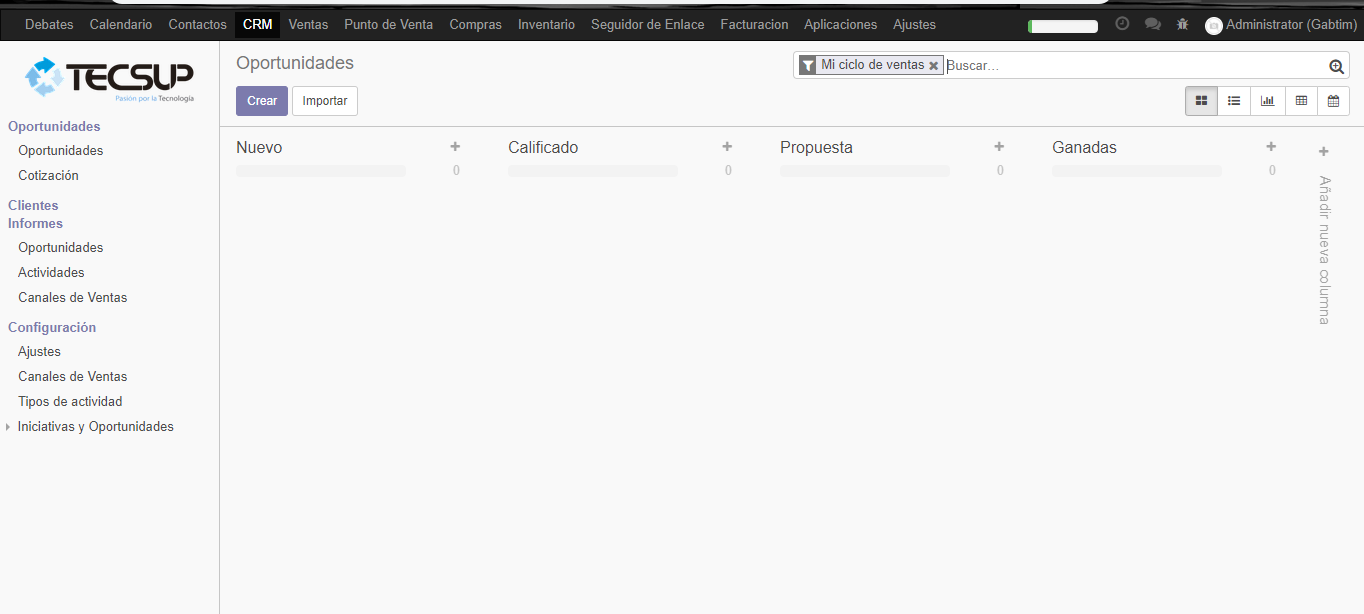 Debates Calendario Contactos CRM Ventas Punto de Venta Compras Inventario Seguidor de Enlace Facturacion Aplicaciones Ajustes Administrator (Gabtim)
TECSUP
Pasión por la Tecnología
Oportunidades
Oportunidades
Cotización
Clientes
Informes
Oportunidades
Actividades
Canales de Ventas
Configuración
Ajustes
Canales de Ventas
Tipos de actividad
Iniciativas y Oportunidades
Oportunidades
Mi ciclo de ventas Buscar...
Crear Importar
Nuevo
0
Calificado
0
Propuesta
0
Ganadas
0
Añadir nueva columna